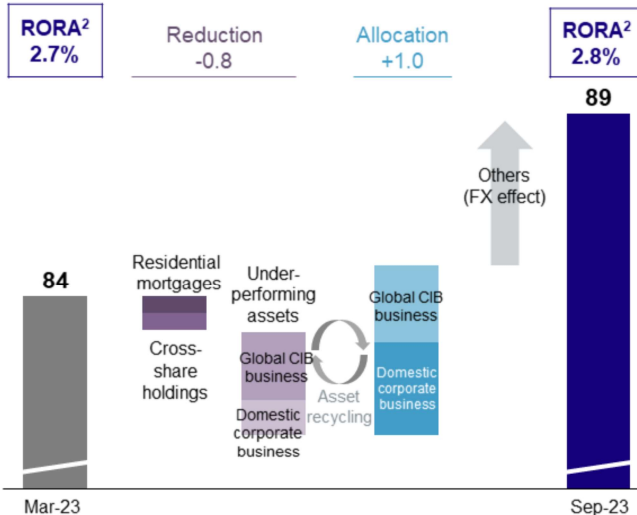 RORA²
2.7%
Reduction
-0.8
Allocation
+1.0
RORA²
2.8%
89
Others
(FX effect)
84
Residential
mortgages
Cross-
share
holdings
Under-
performing
assets
Global CIB
business
Domestic
corporate
business
Asset
recycling
Global CIB
business
Domestic
corporate
business
Mar-23
Sep-23